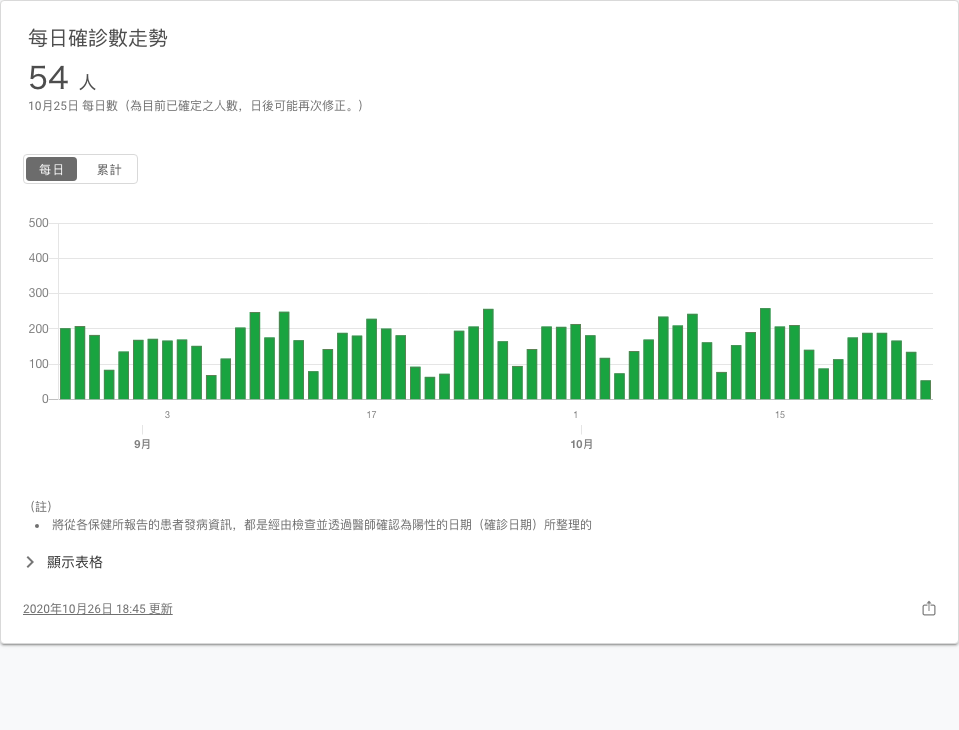 每日確診數走勢
54 人
10月25日 每日數（為目前已確定之人數，日後可能再次修正。）
每日 累計
500
400
300
200
100
0
3 17 1 15
9月 10月
（註）
• 將從各保健所報告的患者發病資訊，都是經由檢查並透過醫師確認為陽性的日期（確診日期）所整理的
顯示表格
2020年10月26日 18:45 更新